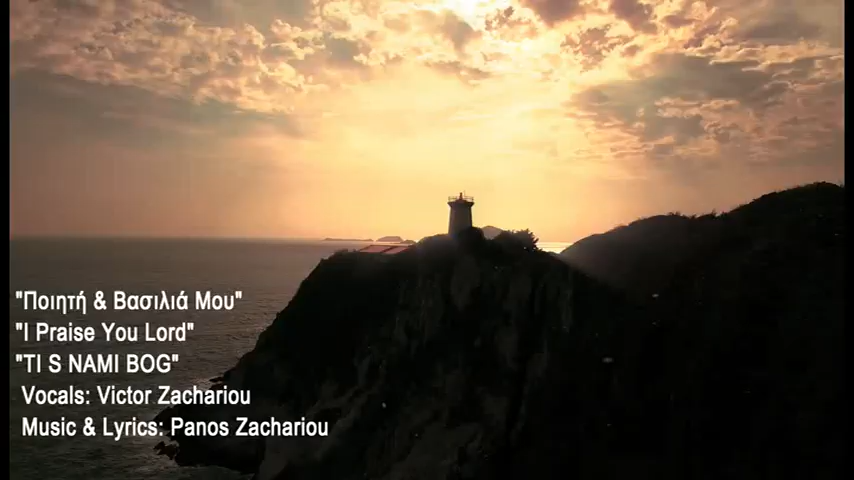 "Ποιητή & Βασιλιά Μου"
"I Praise You Lord"
"TI S NAMI BOG"
Vocals: Victor Zachariou
Music & Lyrics: Panos Zachariou